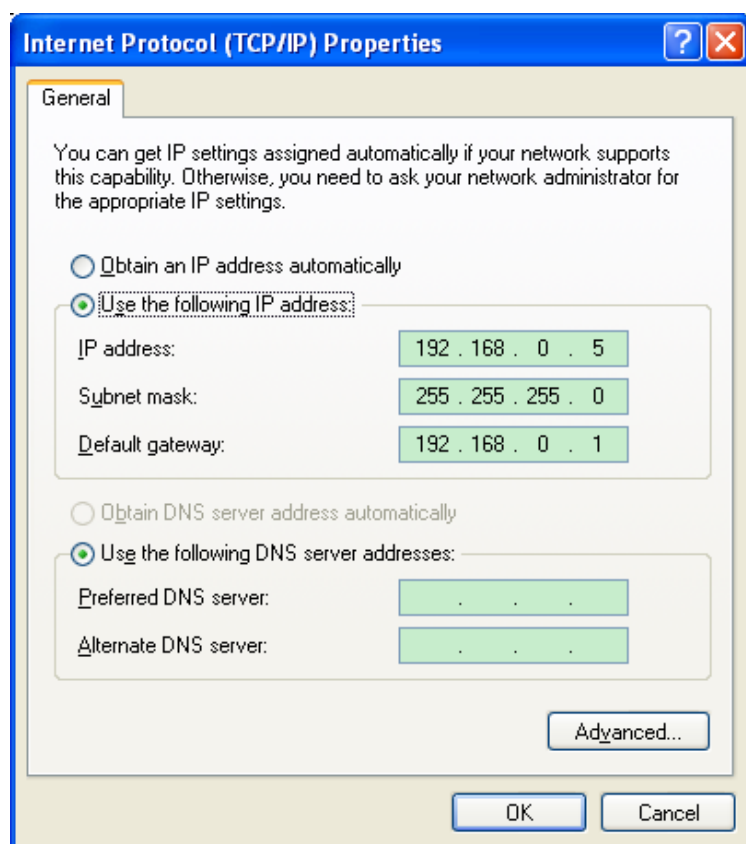 Internet Protocol (TCP/IP) Properties
General
You can get IP settings assigned automatically if your network supports
this capability. Otherwise, you need to ask your network administrator for
the appropriate IP settings.
Obtain an IP address automatically
Use the following IP address:
IP address: 192 . 168 . 0 . 5
Subnet mask: 255 . 255 . 255 . 0
Default gateway: 192 . 168 . 0 . 1
Obtain DNS server address automatically
Use the following DNS server addresses:
Preferred DNS server: . . .
Alternate DNS server: . . .
Advanced...
OK Cancel